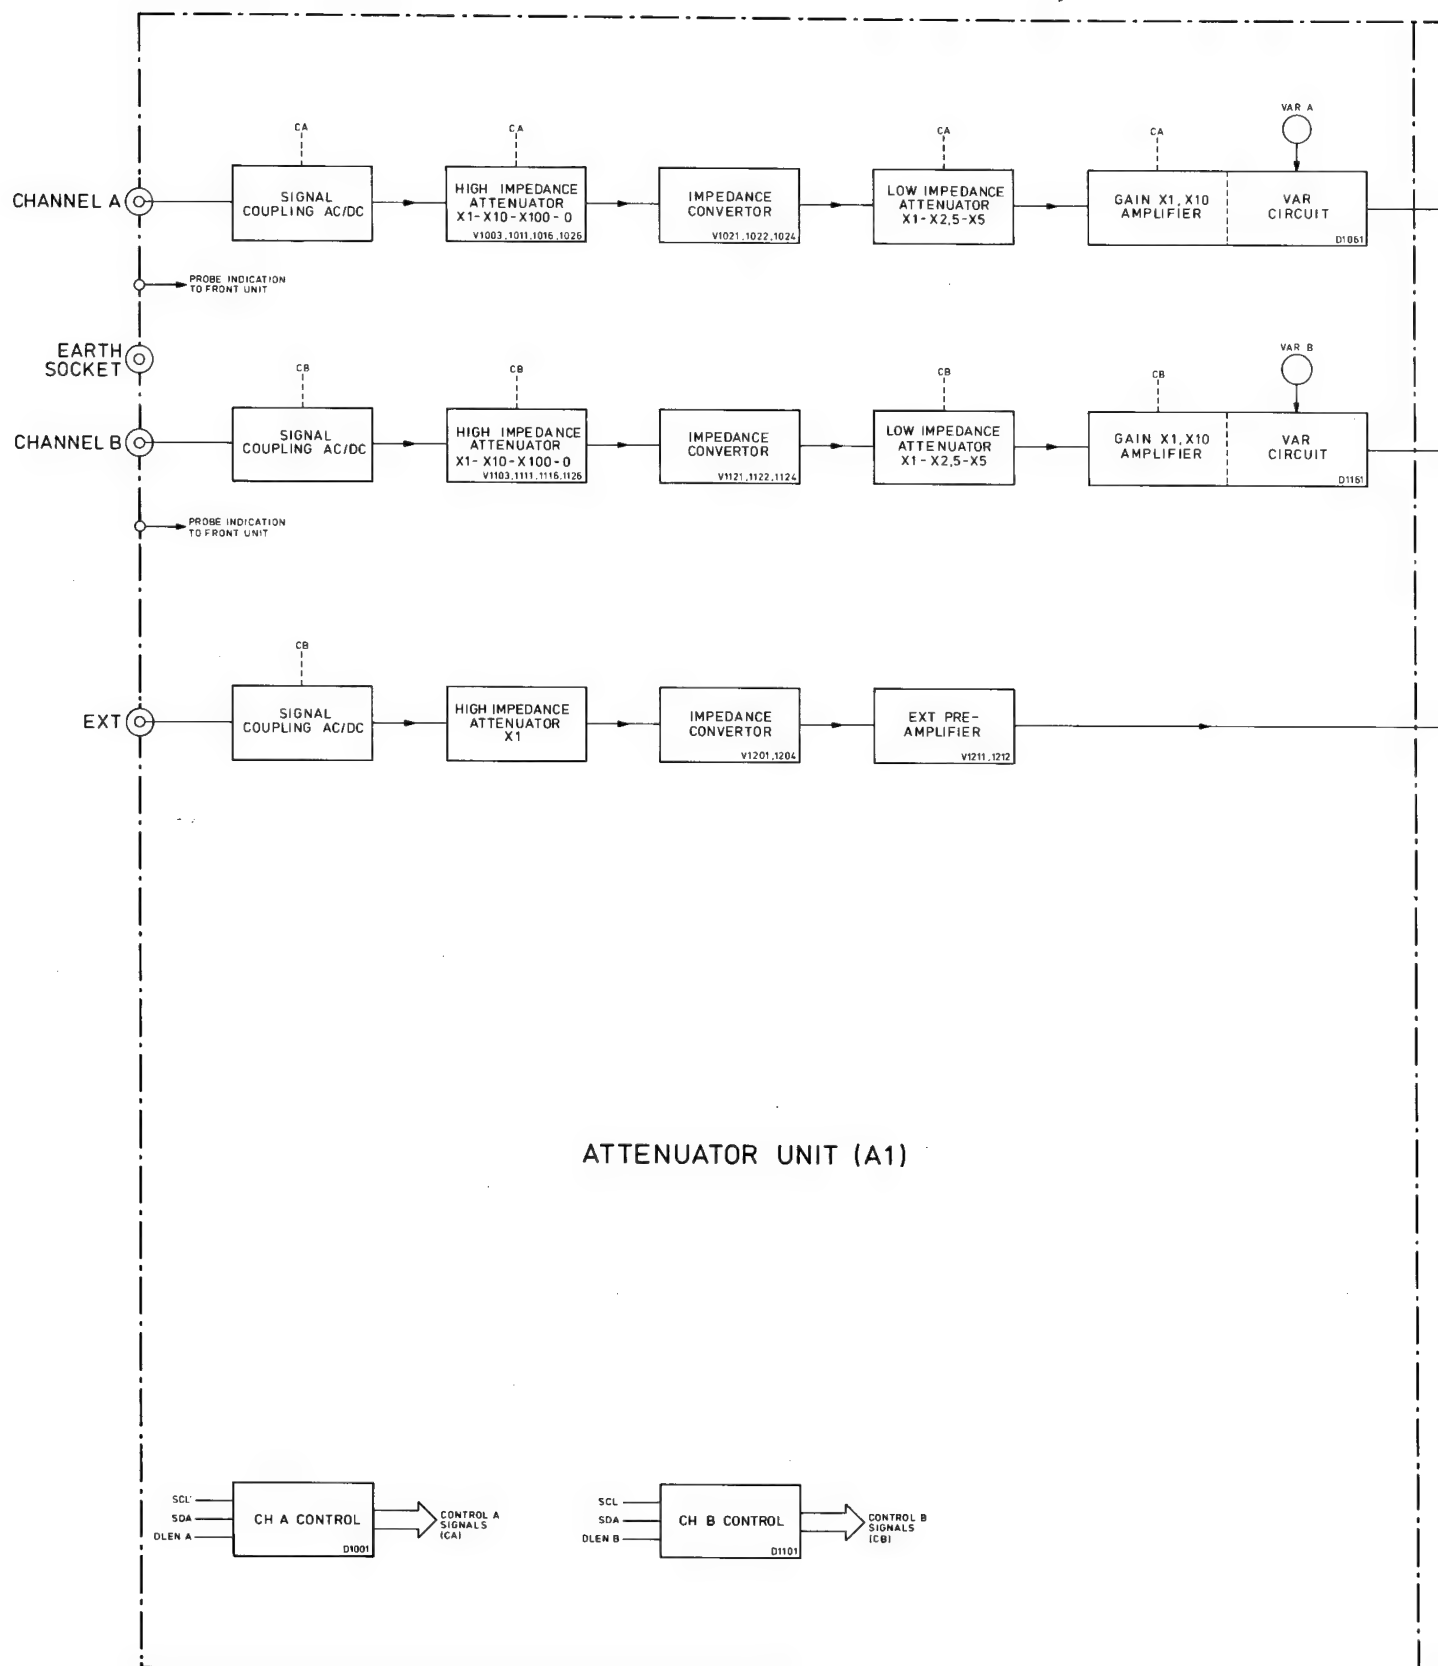 CHANNEL A
CA
SIGNAL
COUPLING AC/DC
CA
HIGH IMPEDANCE
ATTENUATOR
X1-X10-X100-0
V1003,1011,1016,1026
IMPEDANCE
CONVERTOR
V1021,1022,1024
CA
LOW IMPEDANCE
ATTENUATOR
X1-X2,5-X5
CA
GAIN X1,X10
AMPLIFIER
VAR A
VAR
CIRCUIT
D1061
PROBE INDICATION
TO FRONT UNIT
EARTH
SOCKET
CHANNEL B
CB
SIGNAL
COUPLING AC/DC
CB
HIGH IMPEDANCE
ATTENUATOR
X1-X10-X100-0
V1103,1111,1116,1126
IMPEDANCE
CONVERTOR
V1121,1122,1124
CB
LOW IMPEDANCE
ATTENUATOR
X1-X2,5-X5
CB
GAIN X1,X10
AMPLIFIER
VAR B
VAR
CIRCUIT
D1161
PROBE INDICATION
TO FRONT UNIT
EXT
CB
SIGNAL
COUPLING AC/DC
HIGH IMPEDANCE
ATTENUATOR
X1
IMPEDANCE
CONVERTOR
V1201,1204
EXT PRE-
AMPLIFIER
V1211,1212
ATTENUATOR UNIT (A1)
SCL
SDA
DLEN A
CH A CONTROL
D1001
CONTROL A
SIGNALS
(CA)
SCL
SDA
DLEN B
CH B CONTROL
D1101
CONTROL B
SIGNALS
(CB)